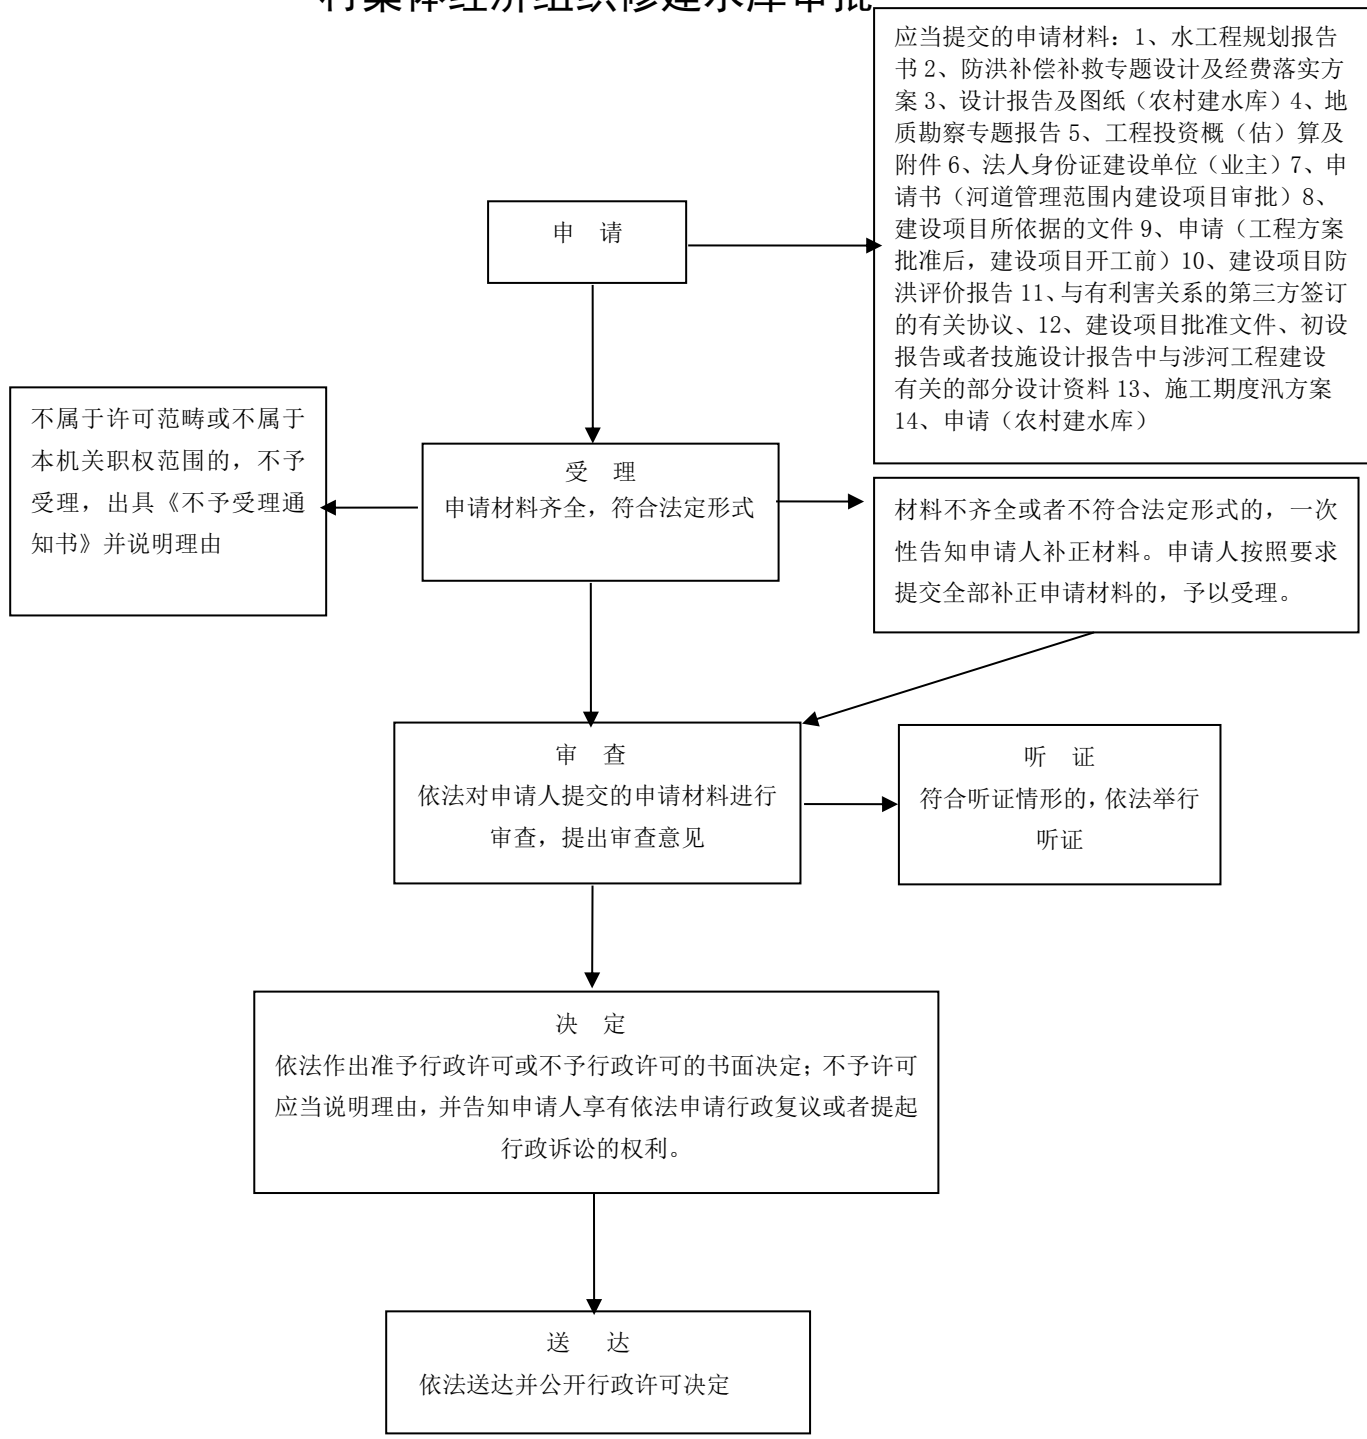 村集体经济组织修建水库审批
应当提交的申请材料：1、水工程规划报告
书 2、防洪补偿补救专题设计及经费落实方
案 3、设计报告及图纸（农村建水库）4、地
质勘察专题报告 5、工程投资概（估）算及
附件 6、法人身份证建设单位（业主）7、申
请书（河道管理范围内建设项目审批）8、
建设项目所依据的文件 9、申请（工程方案
批准后，建设项目开工前）10、建设项目防
洪评价报告 11、与有利害关系的第三方签订
的有关协议、12、建设项目批准文件、初设
报告或者技施设计报告中与涉河工程建设
有关的部分设计资料 13、施工期度汛方案
14、申请（农村建水库）
申 请
不属于许可范畴或不属于
本机关职权范围的，不予
受理，出具《不予受理通
知书》并说明理由
受 理
申请材料齐全，符合法定形式
材料不齐全或者不符合法定形式的，一次
性告知申请人补正材料。申请人按照要求
提交全部补正申请材料的，予以受理。
审 查
依法对申请人提交的申请材料进行
审查，提出审查意见
听 证
符合听证情形的，依法举行
听证
决 定
依法作出准予行政许可或不予行政许可的书面决定；不予许可
应当说明理由，并告知申请人享有依法申请行政复议或者提起
行政诉讼的权利。
送 达
依法送达并公开行政许可决定